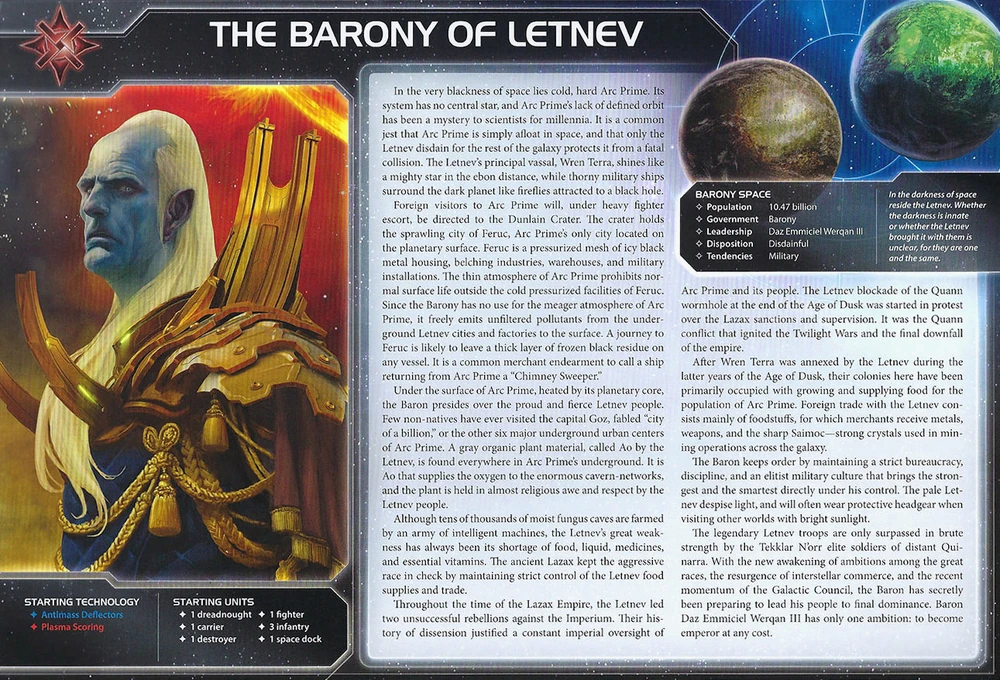 THE BARONY OF LETNEV
In the very blackness of space lies cold, hard Arc Prime. Its
system has no central star, and Arc Prime's lack of defined orbit
has been a mystery to scientists for millennia. It is a common
jest that Arc Prime is simply afloat in space, and that only the
Letnev disdain for the rest of the galaxy protects it from a fatal
collision. The Letnev's principal vassal, Wren Terra, shines like
a mighty star in the ebon distance, while thorny military ships
surround the dark planet like fireflies attracted to a black hole.
Foreign visitors to Arc Prime will, under heavy fighter
escort, be directed to the Dunlain Crater. The crater holds
the sprawling city of Feruc, Arc Prime's only city located on
the planetary surface. Feruc is a pressurized mesh of icy black
metal housing, belching industries, warehouses, and military
installations. The thin atmosphere of Arc Prime prohibits nor-
mal surface life outside the cold pressurized facilities of Feruc.
Since the Barony has no use for the meager atmosphere of Arc
Prime, it freely emits unfiltered pollutants from the under-
ground Letnev cities and factories to the surface. A journey to
Feruc is likely to leave a thick layer of frozen black residue on
any vessel. It is a common merchant endearment to call a ship
returning from Arc Prime a "Chimney Sweeper."
Under the surface of Arc Prime, heated by its planetary core,
the Baron presides over the proud and fierce Letnev people.
Few non-natives have ever visited the capital Goz, fabled "city
of a billion," or the other six major underground urban centers
of Arc Prime. A gray organic plant material, called Ao by the
Letnev, is found everywhere in Arc Prime's underground. It is
Ao that supplies the oxygen to the enormous cavern-networks,
and the plant is held in almost religious awe and respect by the
Letnev people.
Although tens of thousands of moist fungus caves are farmed
by an army of intelligent machines, the Letnev's great weak-
ness has always been its shortage of food, liquid, medicines,
and essential vitamins. The ancient Lazax kept the aggressive
race in check by maintaining strict control of the Letnev food
supplies and trade.
Throughout the time of the Lazax Empire, the Letnev led
two unsuccessful rebellions against the Imperium. Their his-
tory of dissension justified a constant imperial oversight of
BARONY SPACE
Population 10.47 billion
Government Barony
Leadership Daz Emmiciel Werqan III
Disposition Disdainful
Tendencies Military
In the darkness of space
reside the Letnev. Whether
the darkness is innate
or whether the Letnev
brought it with them is
unclear, for they are one
and the same.
Arc Prime and its people. The Letnev blockade of the Quann
wormhole at the end of the Age of Dusk was started in protest
over the Lazax sanctions and supervision. It was the Quann
conflict that ignited the Twilight Wars and the final downfall
of the empire.
After Wren Terra was annexed by the Letnev during the
latter years of the Age of Dusk, their colonies here have been
primarily occupied with growing and supplying food for the
population of Arc Prime. Foreign trade with the Letnev con-
sists mainly of foodstuffs, for which merchants receive metals,
weapons, and the sharp Saimoc—strong crystals used in min-
ing operations across the galaxy.
The Baron keeps order by maintaining a strict bureaucracy,
discipline, and an elitist military culture that brings the stron-
gest and the smartest directly under his control. The pale Let-
nev despise light, and will often wear protective headgear when
visiting other worlds with bright sunlight.
The legendary Letnev troops are only surpassed in brute
strength by the Tekklar N'orr elite soldiers of distant Qui-
narra. With the new awakening of ambitions among the great
races, the resurgence of interstellar commerce, and the recent
momentum of the Galactic Council, the Baron has secretly
been preparing to lead his people to final dominance. Baron
Daz Emmiciel Werqan III has only one ambition: to become
emperor at any cost.
STARTING TECHNOLOGY
Antimass Deflectors
Plasma Scoring
STARTING UNITS
1 dreadnought
1 carrier
1 destroyer
1 fighter
3 infantry
1 space dock